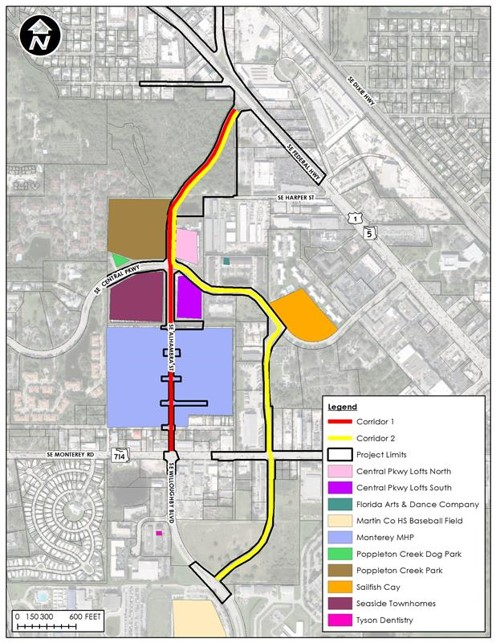 N
SE DIXIE HWY
SE FEDERAL HWY
SE HARPER ST
1
5
SE CENTRAL PKWY
SE ALHAMBRA ST
SE MONTEREY RD
714
SE WILLOUGHBY BLVD
Legend
Corridor 1
Corridor 2
Project Limits
Central Pkwy Lofts North
Central Pkwy Lofts South
Florida Arts & Dance Company
Martin Co HS Baseball Field
Monterey MHP
Poppleton Creek Dog Park
Poppleton Creek Park
Sailfish Cay
Seaside Townhomes
Tyson Dentistry
0 150 300 600 FEET